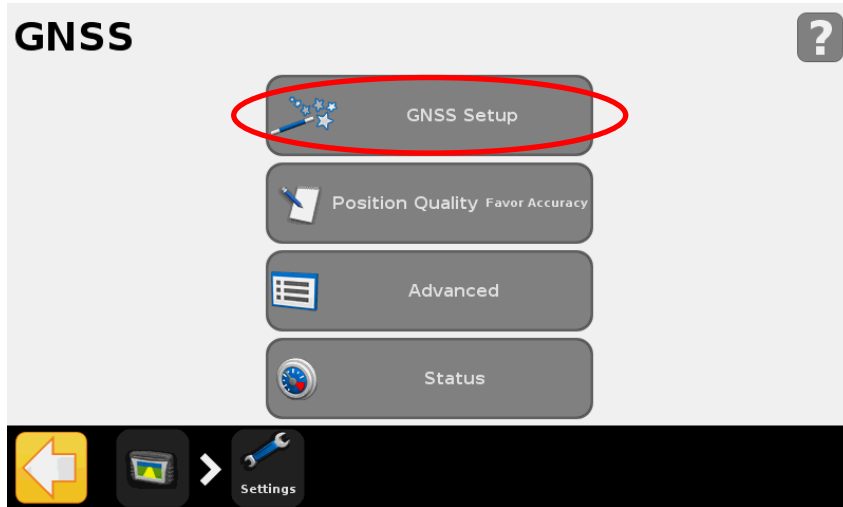 GNSS
?
GNSS Setup
Position Quality Favor Accuracy
Advanced
Status
Settings